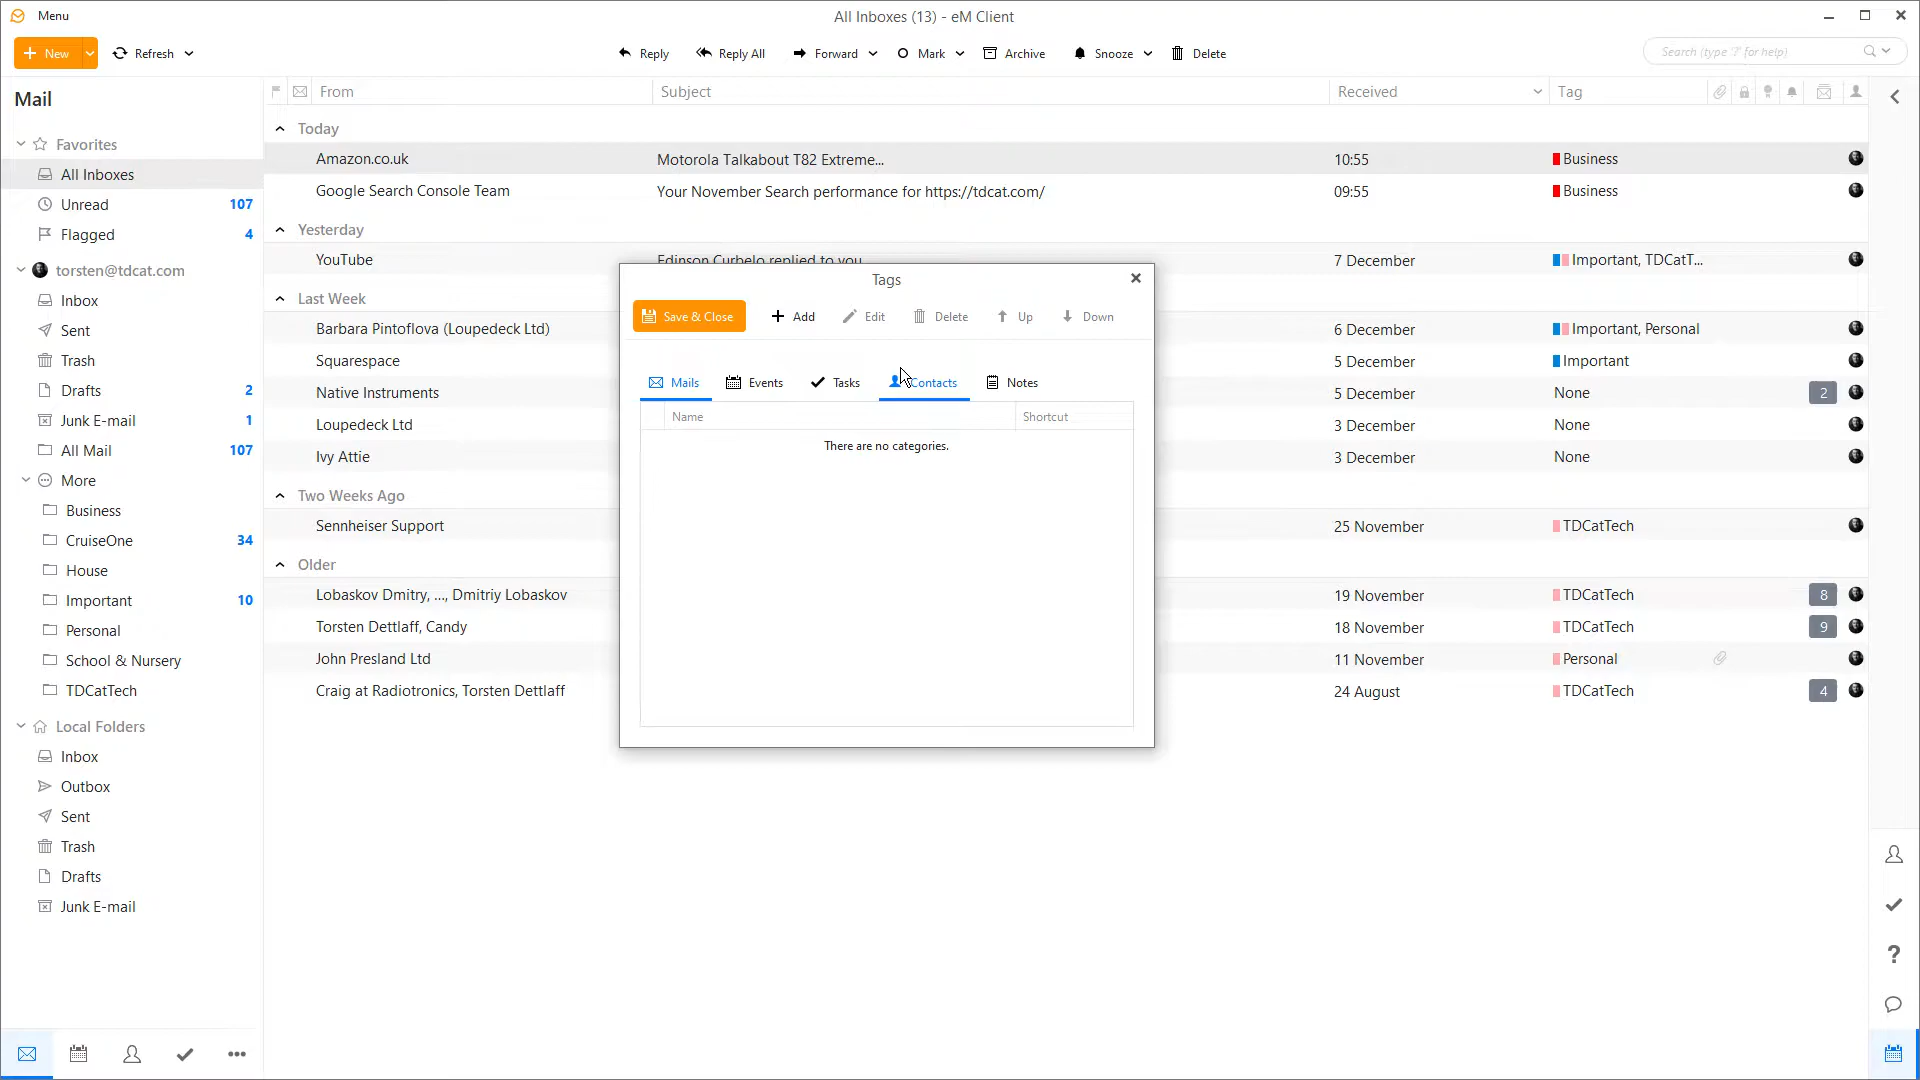 Menu
All Inboxes (13) - eM Client
New
Refresh
Reply
Reply All
Forward
Mark
Archive
Snooze
Delete
Search (type '?' for help)
Mail
From
Subject
Received
Tag
Favorites
All Inboxes
Unread 107
Flagged 4
torsten@tdcat.com
Inbox
Sent
Trash
Drafts 2
Junk E-mail 1
All Mail 107
More
Business
CruiseOne 34
House
Important 10
Personal
School & Nursery
TDCatTech
Local Folders
Inbox
Outbox
Sent
Trash
Drafts
Junk E-mail
Today
Amazon.co.uk Motorola Talkabout T82 Extreme... 10:55 Business
Google Search Console Team Your November Search performance for https://tdcat.com/ 09:55 Business
Yesterday
YouTube Edinson Curbelo replied to you 7 December Important, TDCatT...
Last Week
Barbara Pintoflova (Loupedeck Ltd) 6 December Important, Personal
Squarespace 5 December Important
Native Instruments 5 December None 2
Loupedeck Ltd 3 December None
Ivy Attie 3 December None
Two Weeks Ago
Sennheiser Support 25 November TDCatTech
Older
Lobaskov Dmitry, ..., Dmitriy Lobaskov 19 November TDCatTech 8
Torsten Dettlaff, Candy 18 November TDCatTech 9
John Presland Ltd 11 November Personal
Craig at Radiotronics, Torsten Dettlaff 24 August TDCatTech 4
Tags
Save & Close
Add
Edit
Delete
Up
Down
Mails
Events
Tasks
Contacts
Notes
Name
Shortcut
There are no categories.